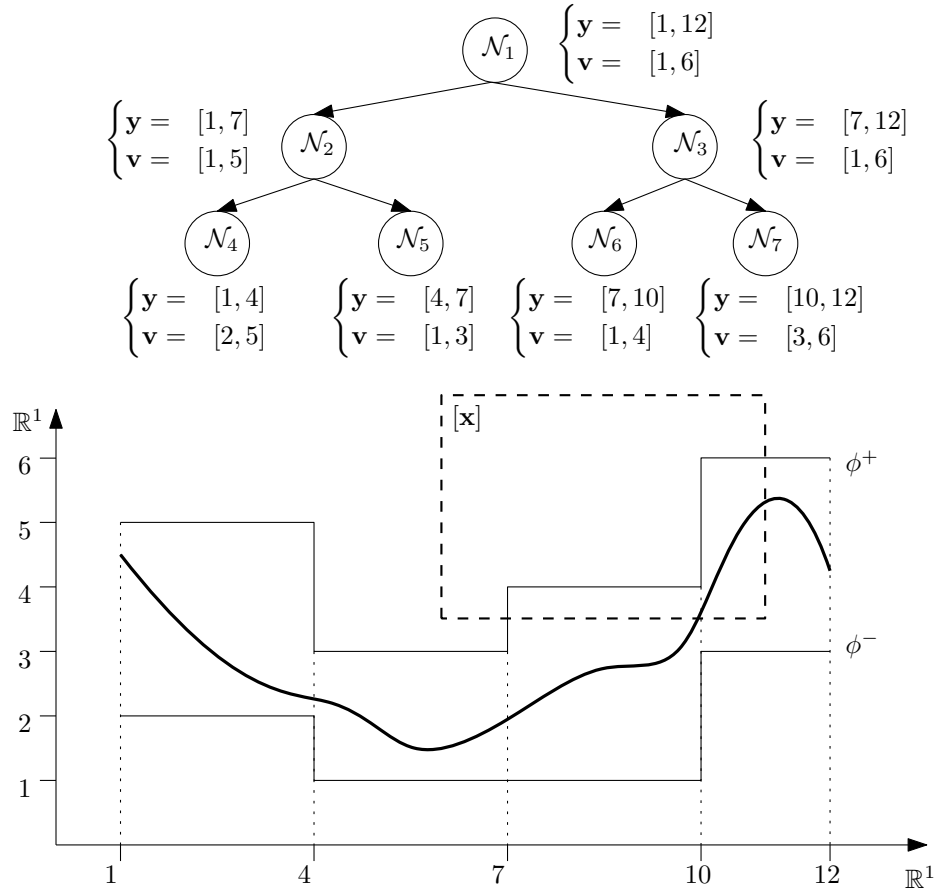 𝒩₁ { y = [1, 12]
v = [1, 6]
{ y = [1, 7]
v = [1, 5]
𝒩₂
𝒩₃
{ y = [7, 12]
v = [1, 6]
𝒩₄
𝒩₅
𝒩₆
𝒩₇
{ y = [1, 4]
v = [2, 5]
{ y = [4, 7]
v = [1, 3]
{ y = [7, 10]
v = [1, 4]
{ y = [10, 12]
v = [3, 6]
ℝ¹
[x]
6
ϕ⁺
5
4
3
ϕ⁻
2
1
1 4 7 10 12
ℝ¹